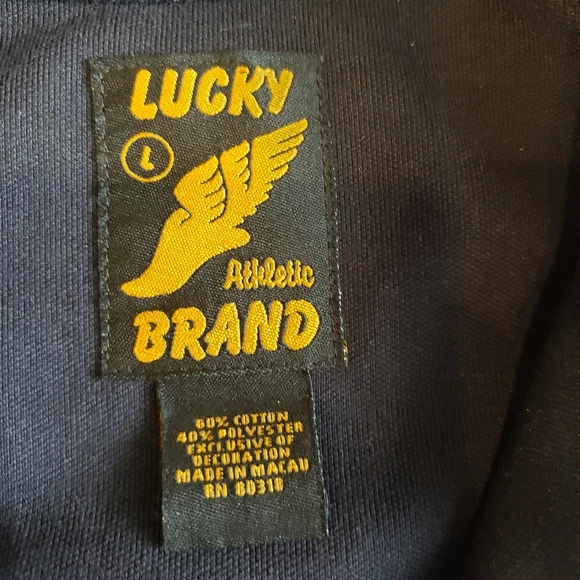 LUCKY
L
Athletic
BRAND
60% COTTON
40% POLYESTER
EXCLUSIVE OF
DECORATION
MADE IN MACAU
RN 80318